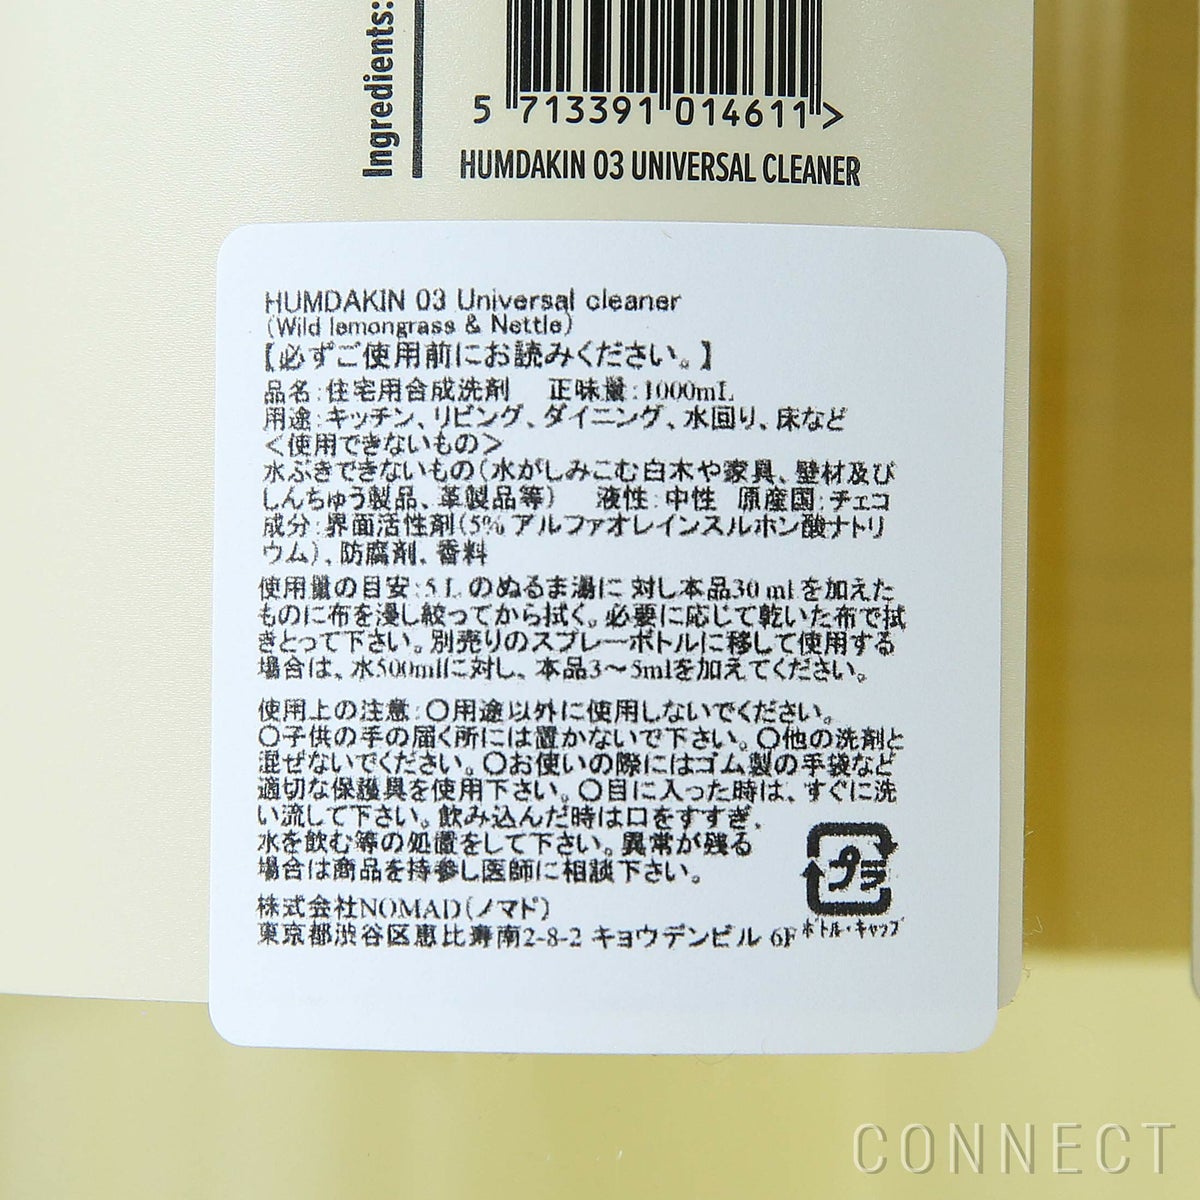 Ingredients:
5 713391 014611 >
HUMDAKIN 03 UNIVERSAL CLEANER
HUMDAKIN 03 Universal cleaner
(Wild lemongrass & Nettle)
【必ずご使用前にお読みください。】
品名:住宅用合成洗剤　正味量:1000mL
用途:キッチン、リビング、ダイニング、水回り、床など
<使用できないもの>
水ぶきできないもの(水がしみこむ白木や家具、壁材及び
しんちゅう製品、革製品等)　液性:中性　原産国:チェコ
成分:界面活性剤(5% アルファオレインスルホン酸ナトリ
ウム)、防腐剤、香料
使用量の目安:5 L のぬるま湯に 対し本品30 ml を加えた
ものに布を浸し絞ってから拭く。必要に応じて乾いた布で拭
きとって下さい。別売りのスプレーボトルに移して使用する
場合は、水500mlに対し、本品3～5mlを加えてください。
使用上の注意:〇用途以外に使用しないでください。
〇子供の手の届く所には置かないで下さい。〇他の洗剤と
混ぜないでください。〇お使いの際にはゴム製の手袋など
適切な保護具を使用下さい。〇目に入った時は、すぐに洗
い流して下さい。飲み込んだ時は口をすすぎ、
水を飲む等の処置をして下さい。異常が残る
場合は商品を持参し医師に相談下さい。
プラ
ボトル・キャップ
株式会社NOMAD(ノマド)
東京都渋谷区恵比寿南2-8-2 キョウデンビル 6F
CONNECT